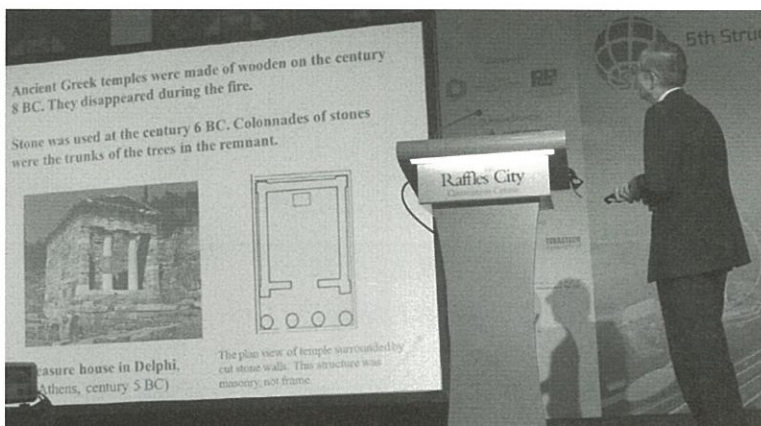 Ancient Greek temples were made of wooden on the century
8 BC. They disappeared during the fire.
Stone was used at the century 6 BC. Colonnades of stones
were the trunks of the trees in the remnant.
easure house in Delphi,
Athens, century 5 BC)
The plan view of temple surrounded by
cut stone walls. This structure was
masonry, not frame.
Raffles City
Convention Centre
5th Stru